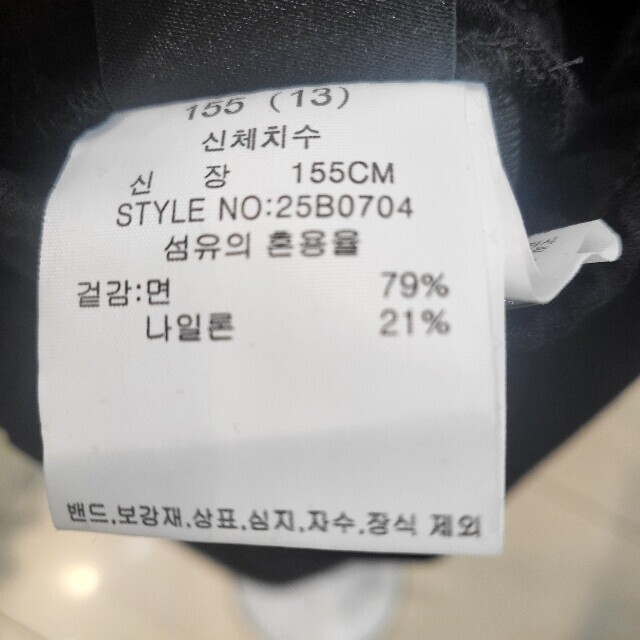 155 (13)
신체치수
신 장 155CM
STYLE NO:25B0704
섬유의 혼용율
겉감:면 79%
나일론 21%
밴드.보강재.상표.심지.자수.장식 제외